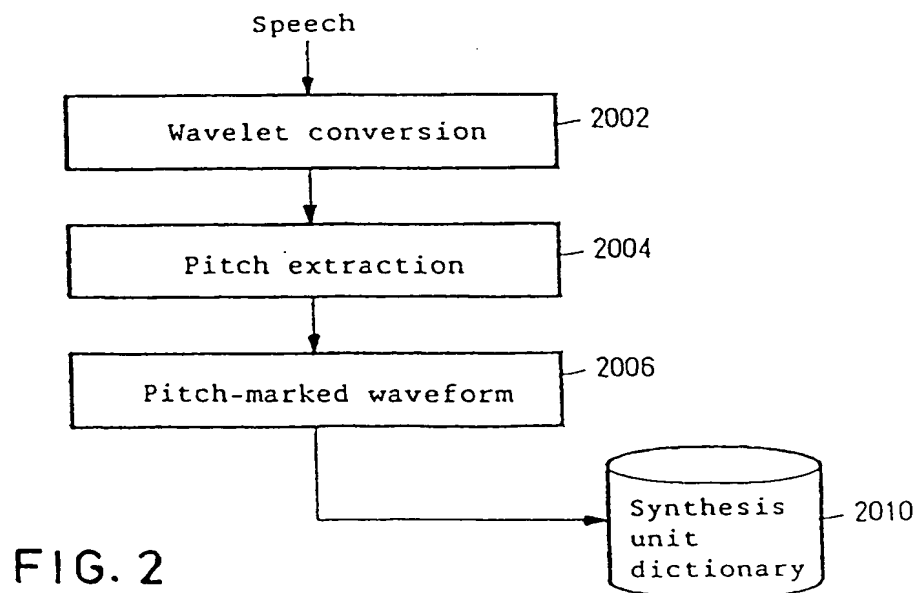 Speech
Wavelet conversion
2002
Pitch extraction
2004
Pitch-marked waveform
2006
Synthesis
unit
dictionary
2010
FIG. 2